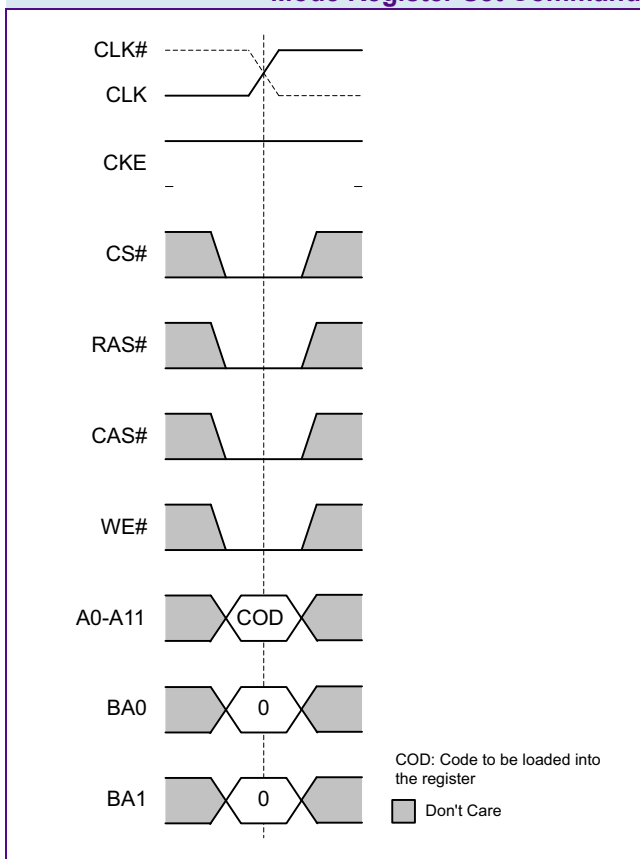 Mode Register Set Command
CLK#
CLK
CKE
CS#
RAS#
CAS#
WE#
A0-A11
COD
BA0
0
BA1
0
COD: Code to be loaded into
the register
Don't Care